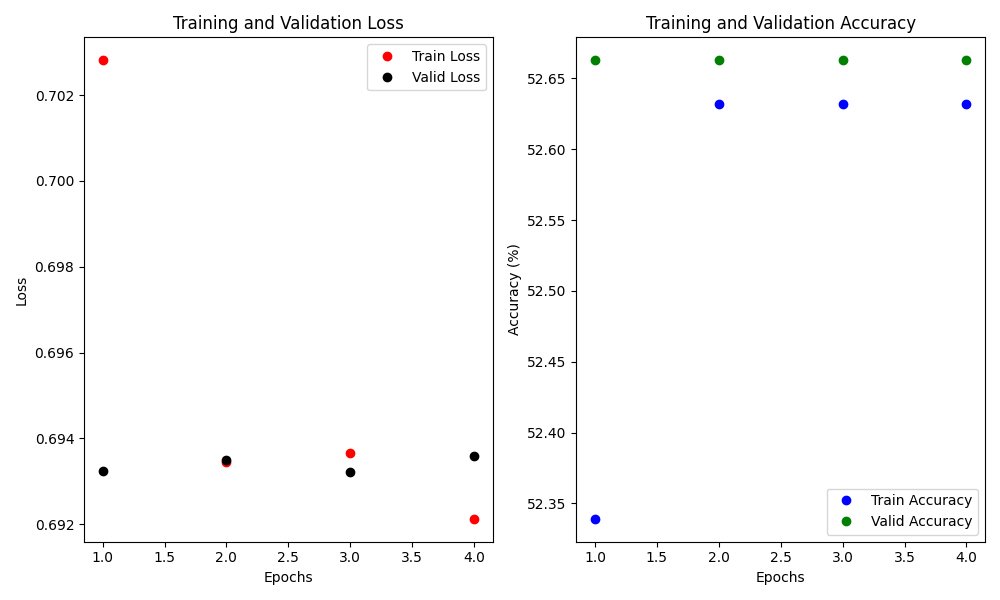 Training and Validation Loss
Train Loss
Valid Loss
0.702
0.700
0.698
0.696
0.694
0.692
Loss
1.0 1.5 2.0 2.5 3.0 3.5 4.0
Epochs
Training and Validation Accuracy
52.65
52.60
52.55
52.50
52.45
52.40
52.35
Accuracy (%)
Train Accuracy
Valid Accuracy
1.0 1.5 2.0 2.5 3.0 3.5 4.0
Epochs